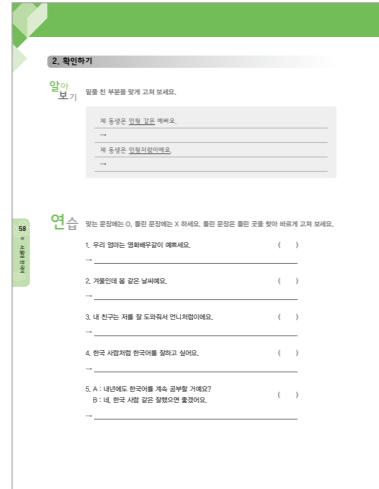 2. 확인하기
알아
보기
밑줄 친 부분을 맞게 고쳐 보세요.
제 동생은 인형 같은 예뻐요.
→
제 동생은 인형처럼이에요.
→
연습
맞는 문장에는 O, 틀린 문장에는 X 하세요. 틀린 문장은 틀린 곳을 찾아 바르게 고쳐 보세요.
1. 우리 엄마는 영화배우같이 예쁘세요. ( )
→
2. 겨울인데 봄 같은 날씨예요. ( )
→
3. 내 친구는 저를 잘 도와줘서 언니처럼이에요. ( )
→
4. 한국 사람처럼 한국어를 잘하고 싶어요. ( )
→
5. A : 내년에도 한국어를 계속 공부할 거예요?
B : 네, 한국 사람 같은 잘했으면 좋겠어요. ( )
→
58